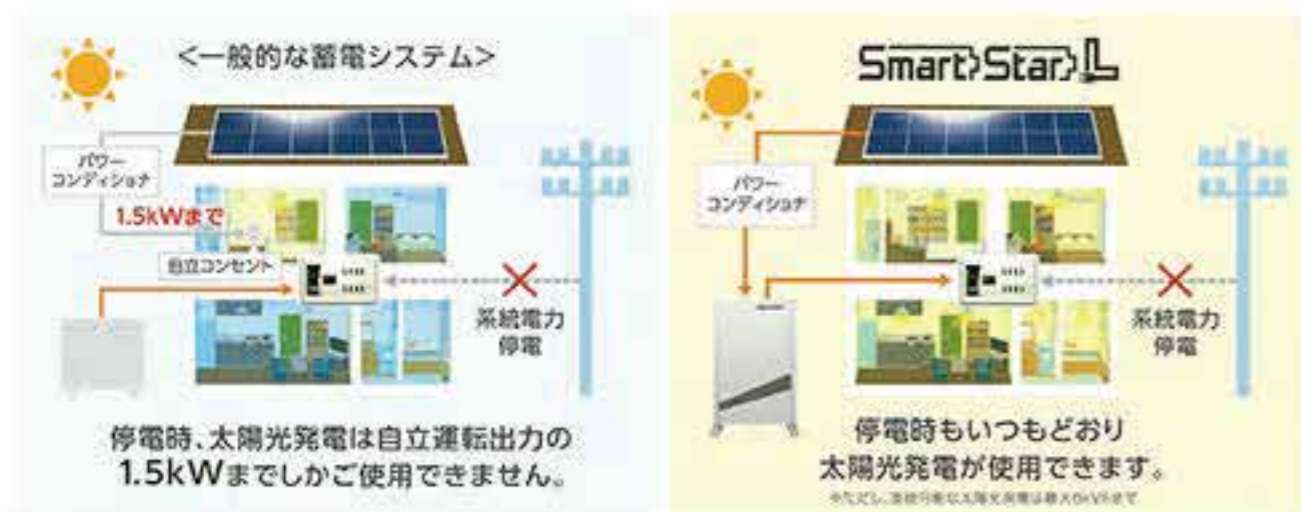 <一般的な蓄電システム>
パワー
コンディショナ
1.5kWまで
自立コンセント
系統電力
停電
停電時、太陽光発電は自立運転出力の
1.5kWまでしかご使用できません。
Smart Star L
パワー
コンディショナ
系統電力
停電
停電時もいつもどおり
太陽光発電が使用できます。